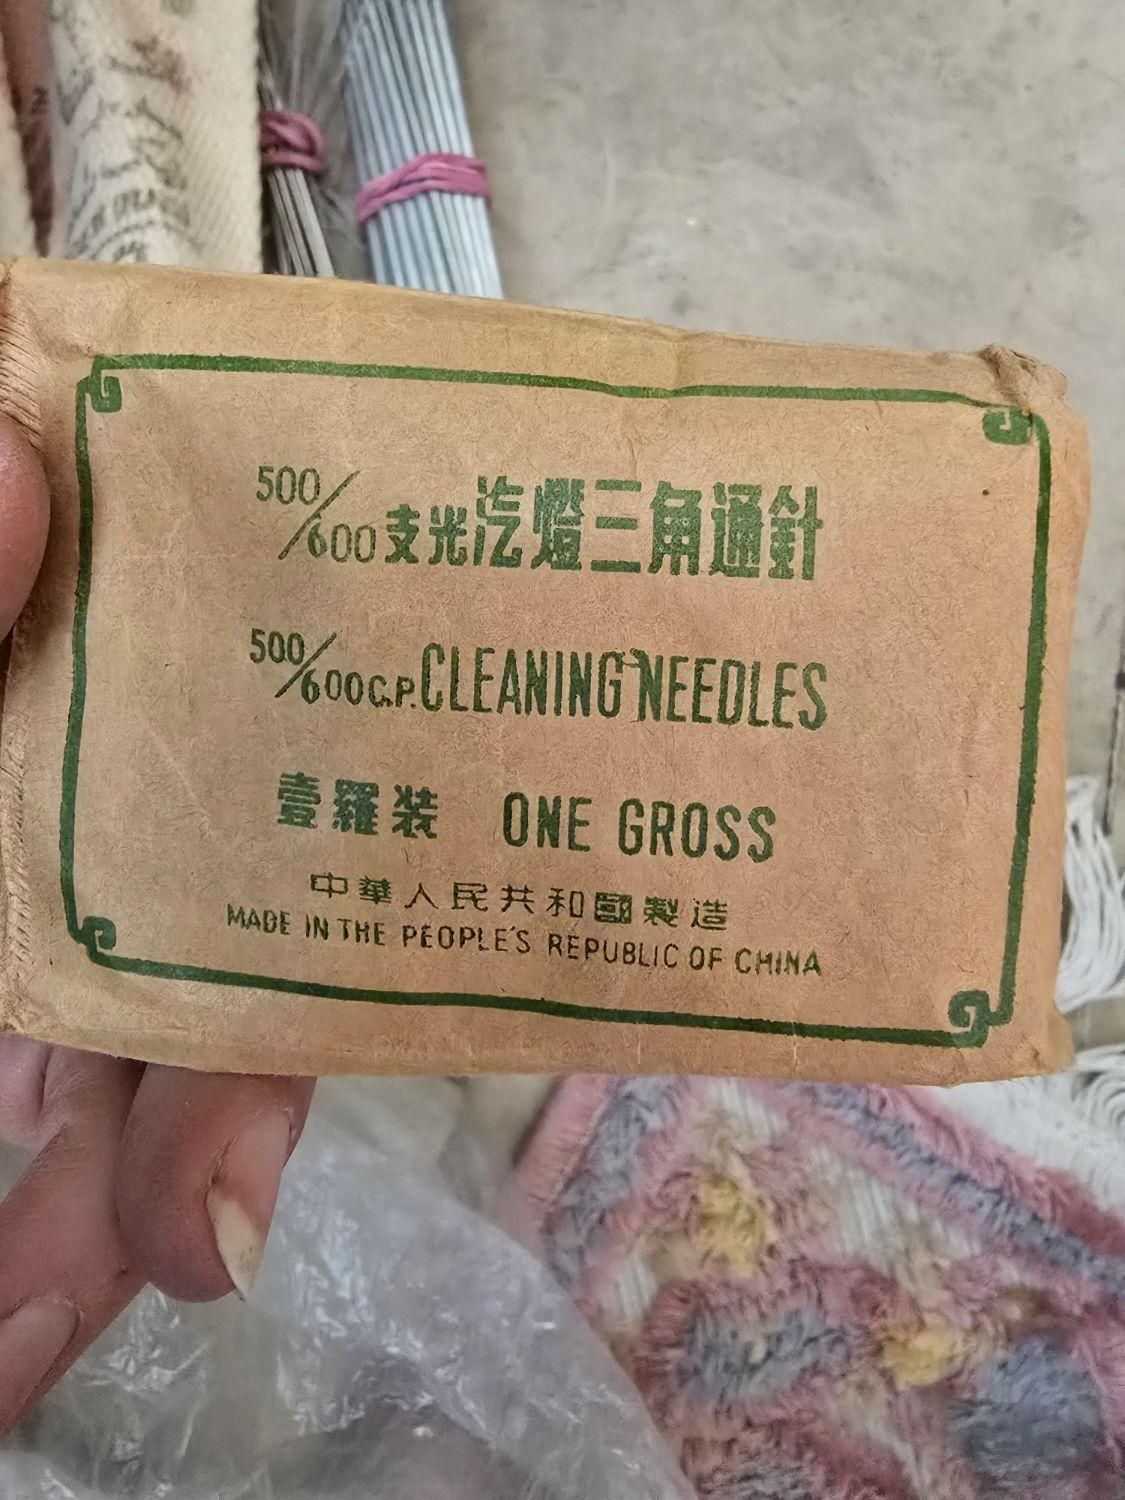 500/600支光汽燈三角通針
500/600C.P. CLEANING NEEDLES
壹羅装 ONE GROSS
中華人民共和國製造
MADE IN THE PEOPLE'S REPUBLIC OF CHINA